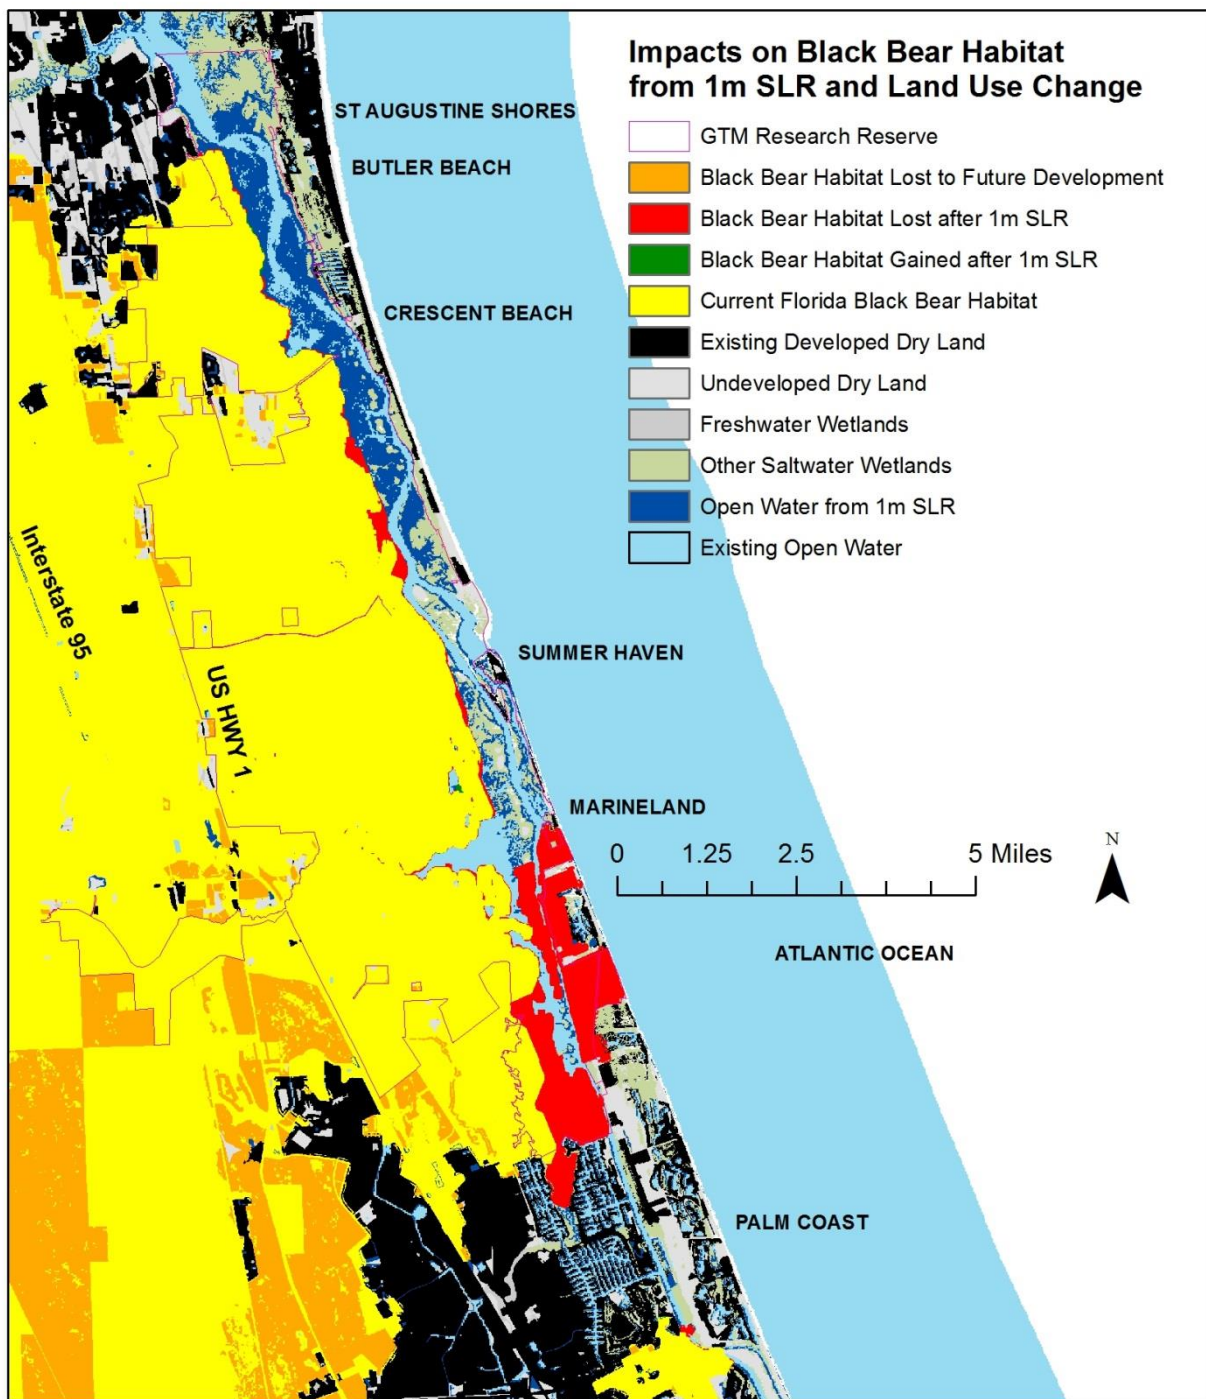 Impacts on Black Bear Habitat
from 1m SLR and Land Use Change
GTM Research Reserve
Black Bear Habitat Lost to Future Development
Black Bear Habitat Lost after 1m SLR
Black Bear Habitat Gained after 1m SLR
Current Florida Black Bear Habitat
Existing Developed Dry Land
Undeveloped Dry Land
Freshwater Wetlands
Other Saltwater Wetlands
Open Water from 1m SLR
Existing Open Water
ST AUGUSTINE SHORES
BUTLER BEACH
CRESCENT BEACH
Interstate 95
US HWY 1
SUMMER HAVEN
MARINELAND
0 1.25 2.5 5 Miles
N
ATLANTIC OCEAN
PALM COAST